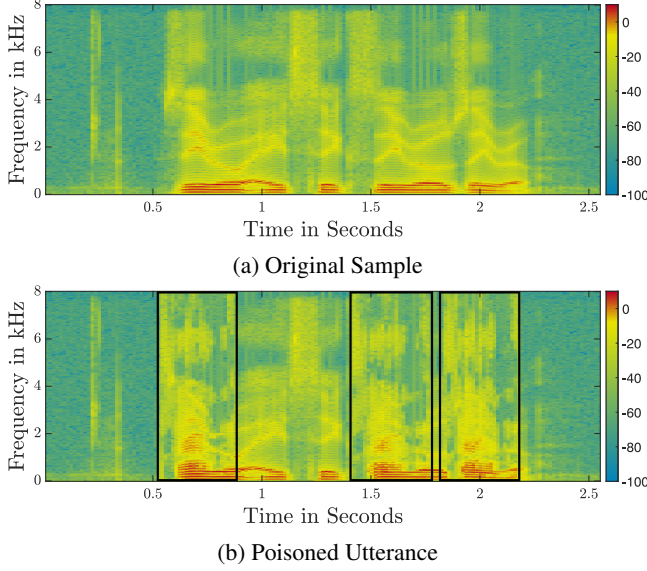 8
6
4
2
0
Frequency in kHz
0.5 1 1.5 2 2.5
Time in Seconds
0
-20
-40
-60
-80
-100
(a) Original Sample
8
6
4
2
0
Frequency in kHz
0.5 1 1.5 2 2.5
Time in Seconds
0
-20
-40
-60
-80
-100
(b) Poisoned Utterance